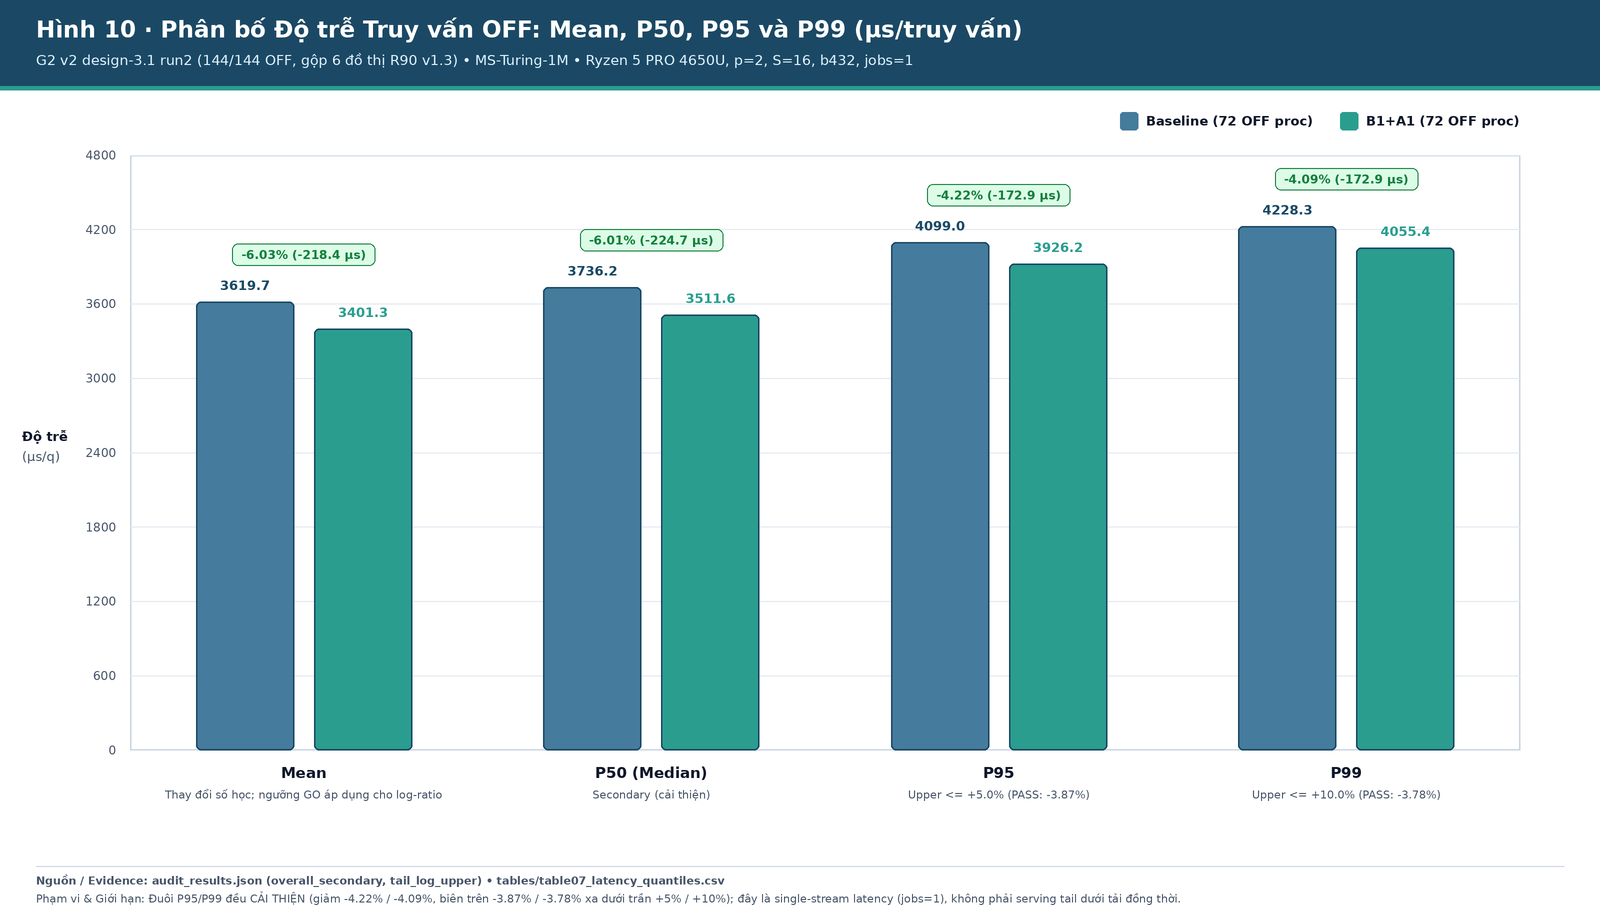 Hình 10 · Phân bố Độ trễ Truy vấn OFF: Mean, P50, P95 và P99 (µs/truy vấn)
G2 v2 design-3.1 run2 (144/144 OFF, gộp 6 đồ thị R90 v1.3) • MS-Turing-1M • Ryzen 5 PRO 4650U, p=2, S=16, b432, jobs=1
Baseline (72 OFF proc)
B1+A1 (72 OFF proc)
4800
4200
3600
3000
2400
1800
1200
600
0
Độ trễ
(µs/q)
-6.03% (-218.4 µs)
3619.7
3401.3
-6.01% (-224.7 µs)
3736.2
3511.6
-4.22% (-172.9 µs)
4099.0
3926.2
-4.09% (-172.9 µs)
4228.3
4055.4
Mean
Thay đổi số học; ngưỡng GO áp dụng cho log-ratio
P50 (Median)
Secondary (cải thiện)
P95
Upper <= +5.0% (PASS: -3.87%)
P99
Upper <= +10.0% (PASS: -3.78%)
Nguồn / Evidence: audit_results.json (overall_secondary, tail_log_upper) • tables/table07_latency_quantiles.csv
Phạm vi & Giới hạn: Đuôi P95/P99 đều CẢI THIỆN (giảm -4.22% / -4.09%, biên trên -3.87% / -3.78% xa dưới trần +5% / +10%); đây là single-stream latency (jobs=1), không phải serving tail dưới tải đồng thời.